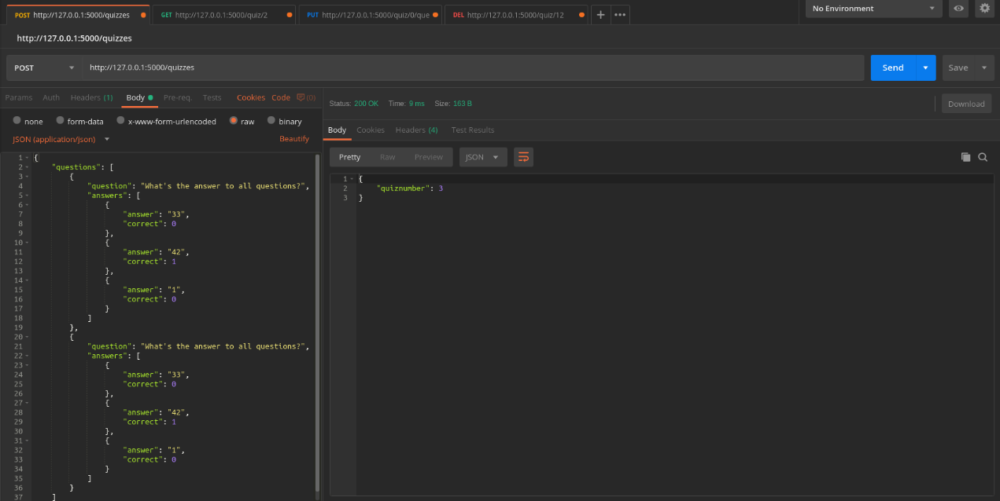 POST http://127.0.0.1:5000/quizzes GET http://127.0.0.1:5000/quiz/2 PUT http://127.0.0.1:5000/quiz/0/que DEL http://127.0.0.1:5000/quiz/12 + ••• No Environment
http://127.0.0.1:5000/quizzes
POST http://127.0.0.1:5000/quizzes Send Save
Params Auth Headers (1) Body Pre-req. Tests Cookies Code (0)
none form-data x-www-form-urlencoded raw binary
JSON (application/json) Beautify
1 {
2 "questions": [
3 {
4 "question": "What's the answer to all questions?",
5 "answers": [
6 {
7 "answer": "33",
8 "correct": 0
9 },
10 {
11 "answer": "42",
12 "correct": 1
13 },
14 {
15 "answer": "1",
16 "correct": 0
17 }
18 ]
19 },
20 {
21 "question": "What's the answer to all questions?",
22 "answers": [
23 {
24 "answer": "33",
25 "correct": 0
26 },
27 {
28 "answer": "42",
29 "correct": 1
30 },
31 {
32 "answer": "1",
33 "correct": 0
34 }
35 ]
36 }
37 ]
Status: 200 OK Time: 9 ms Size: 163 B Download
Body Cookies Headers (4) Test Results
Pretty Raw Preview JSON
1 {
2 "quiznumber": 3
3 }